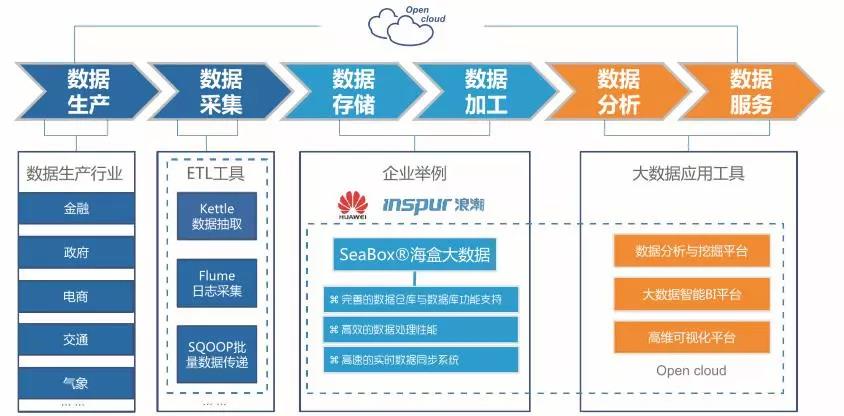 Open
cloud
数据
生产
数据
采集
数据
存储
数据
加工
数据
分析
数据
服务
数据生产行业
金融
政府
电商
交通
气象
... ...
ETL工具
Kettle
数据抽取
Flume
日志采集
SQOOP批
量数据传递
... ...
企业举例
HUAWEI
inspur 浪潮
SeaBox®海盒大数据
⌘ 完善的数据仓库与数据库功能支持
⌘ 高效的数据处理性能
⌘ 高速的实时数据同步系统
大数据应用工具
数据分析与挖掘平台
大数据智能BI平台
高维可视化平台
Open cloud